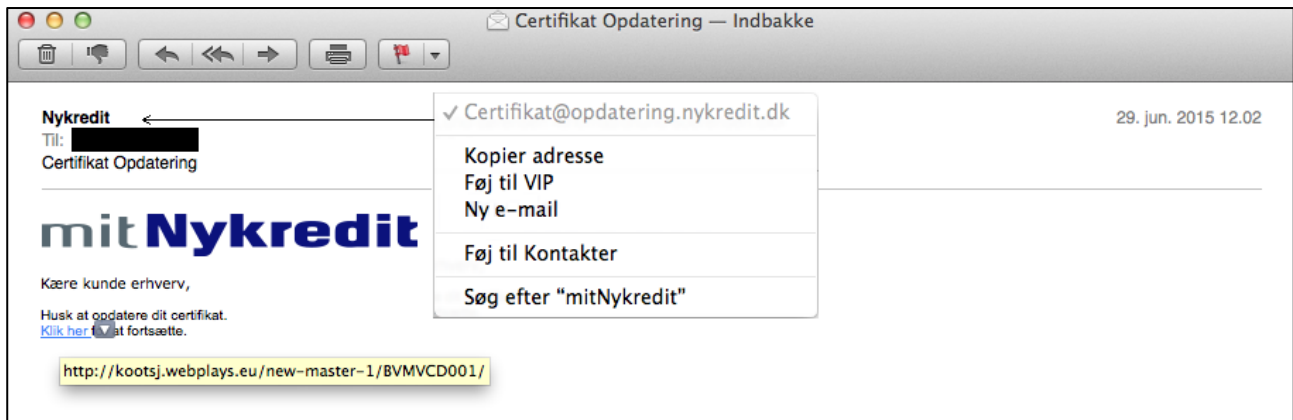 Certifikat Opdatering — Indbakke
Nykredit
Certifikat@opdatering.nykredit.dk
29. jun. 2015 12.02
Til:
Certifikat Opdatering
Kopier adresse
Føj til VIP
Ny e-mail
Føj til Kontakter
Søg efter “mitNykredit”
mitNykredit
Kære kunde erhverv,
Husk at opdatere dit certifikat.
Klik her at fortsætte.
http://kootsj.webplays.eu/new-master-1/BVMVCD001/